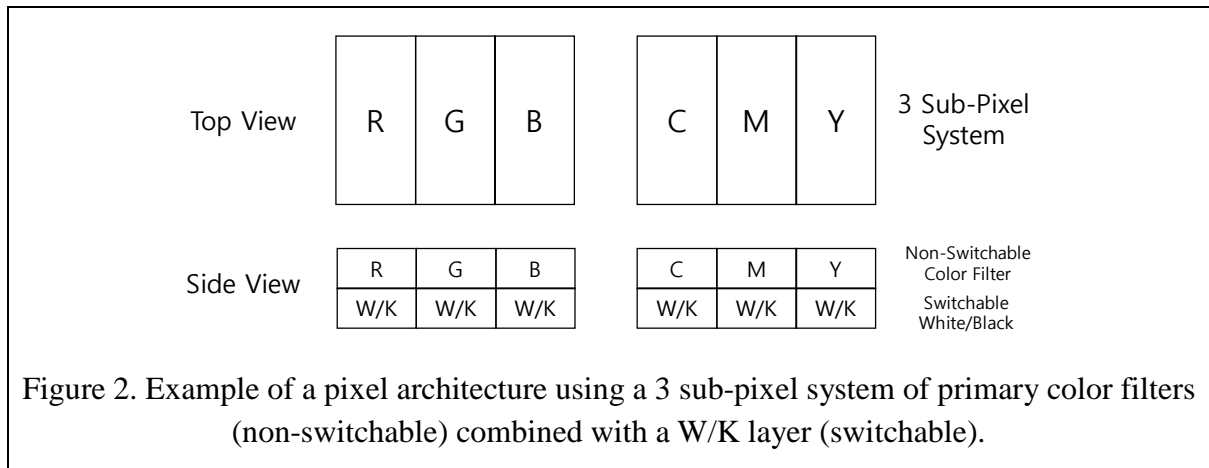 Top View
R G B
C M Y
3 Sub-Pixel
System
Side View
R G B
W/K W/K W/K
C M Y
W/K W/K W/K
Non-Switchable
Color Filter
Switchable
White/Black
Figure 2. Example of a pixel architecture using a 3 sub-pixel system of primary color filters
(non-switchable) combined with a W/K layer (switchable).